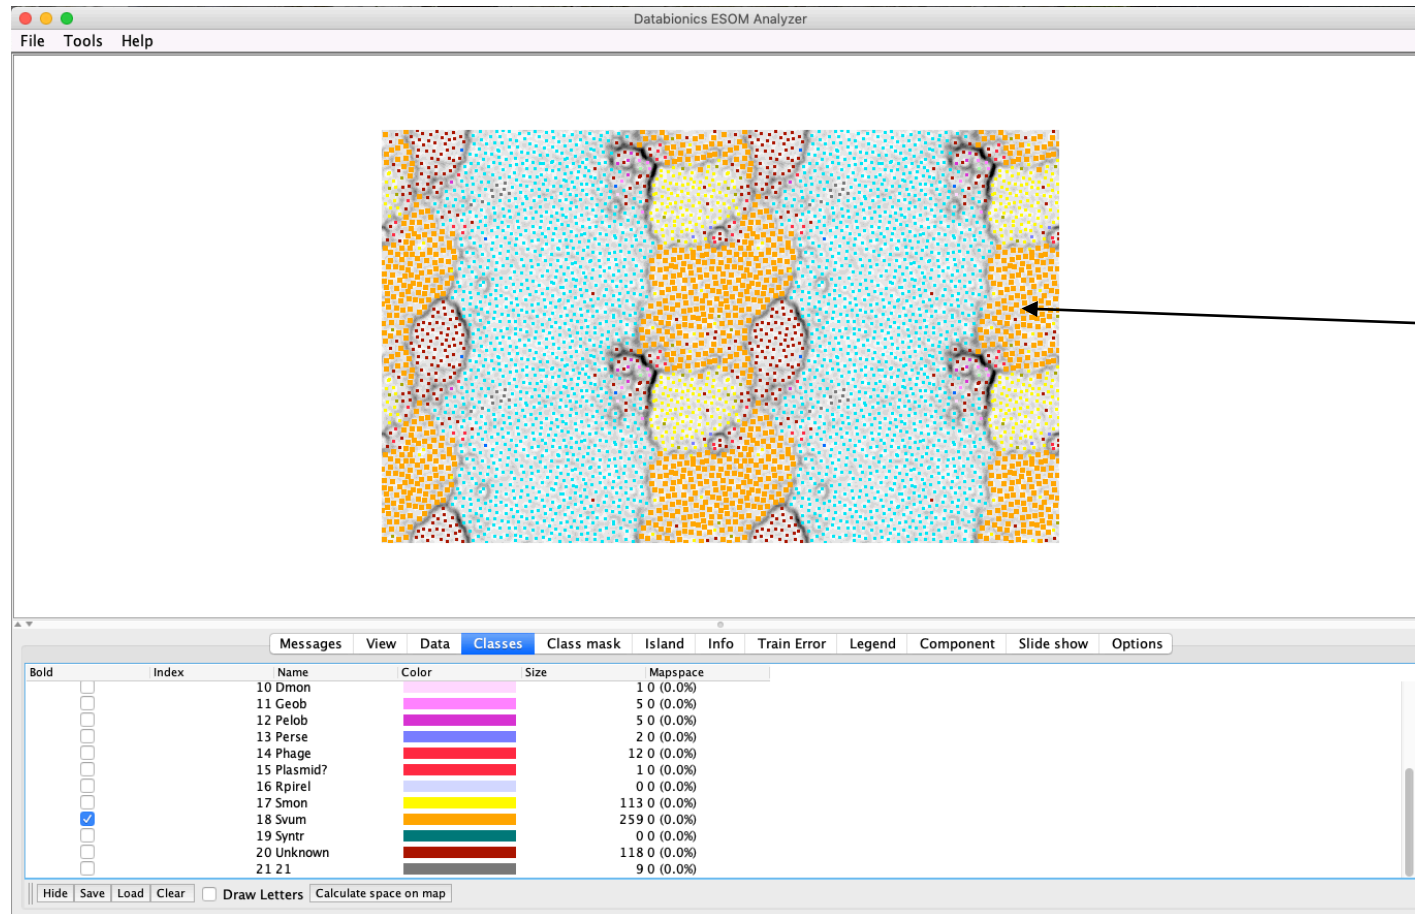 Databionics ESOM Analyzer
File Tools Help
Messages View Data Classes Class mask Island Info Train Error Legend Component Slide show Options
Bold Index Name Color Size Mapspace
10 Dmon 1 0 (0.0%)
11 Geob 5 0 (0.0%)
12 Pelob 5 0 (0.0%)
13 Perse 2 0 (0.0%)
14 Phage 12 0 (0.0%)
15 Plasmid? 1 0 (0.0%)
16 Rpirel 0 0 (0.0%)
17 Smon 113 0 (0.0%)
18 Svum 259 0 (0.0%)
19 Syntr 0 0 (0.0%)
20 Unknown 118 0 (0.0%)
21 21 9 0 (0.0%)
Hide Save Load Clear Draw Letters Calculate space on map